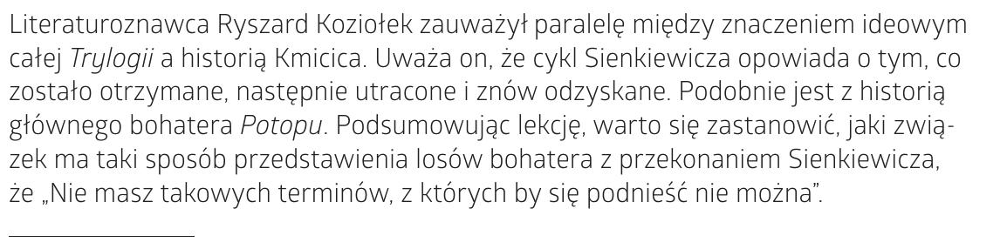 Literaturoznawca Ryszard Koziołek zauważył paralelę między znaczeniem ideowym
całej Trylogii a historią Kmicica. Uważa on, że cykl Sienkiewicza opowiada o tym, co
zostało otrzymane, następnie utracone i znów odzyskane. Podobnie jest z historią
głównego bohatera Potopu. Podsumowując lekcję, warto się zastanowić, jaki zwią-
zek ma taki sposób przedstawienia losów bohatera z przekonaniem Sienkiewicza,
że „Nie masz takowych terminów, z których by się podnieść nie można”.